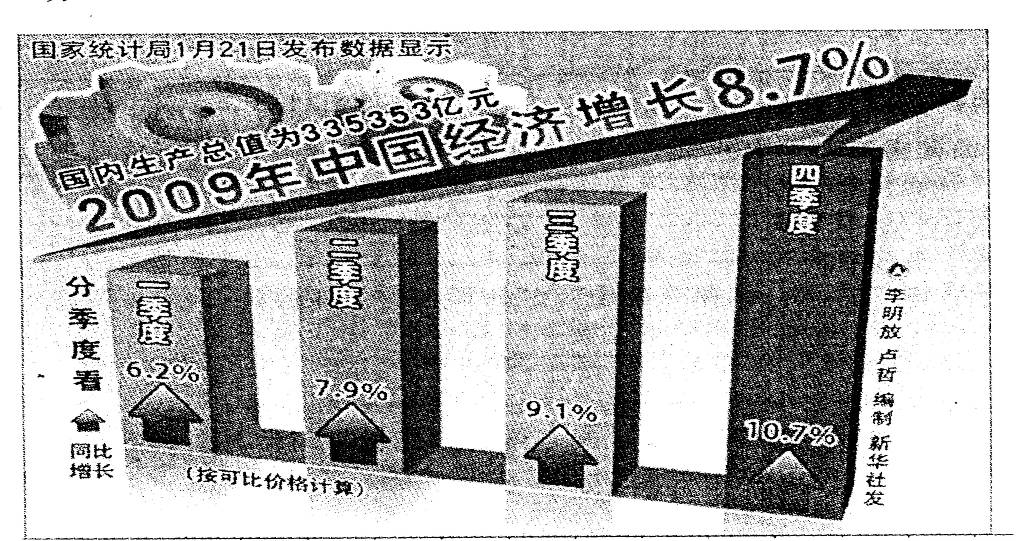 国家统计局1月21日发布数据显示
国内生产总值为335353亿元
2009年中国经济增长8.7%
分季度看
同比
增长
一季度
6.2%
二季度
7.9%
三季度
9.1%
四季度
10.7%
(按可比价格计算)
李明放 卢哲 编制 新华社发